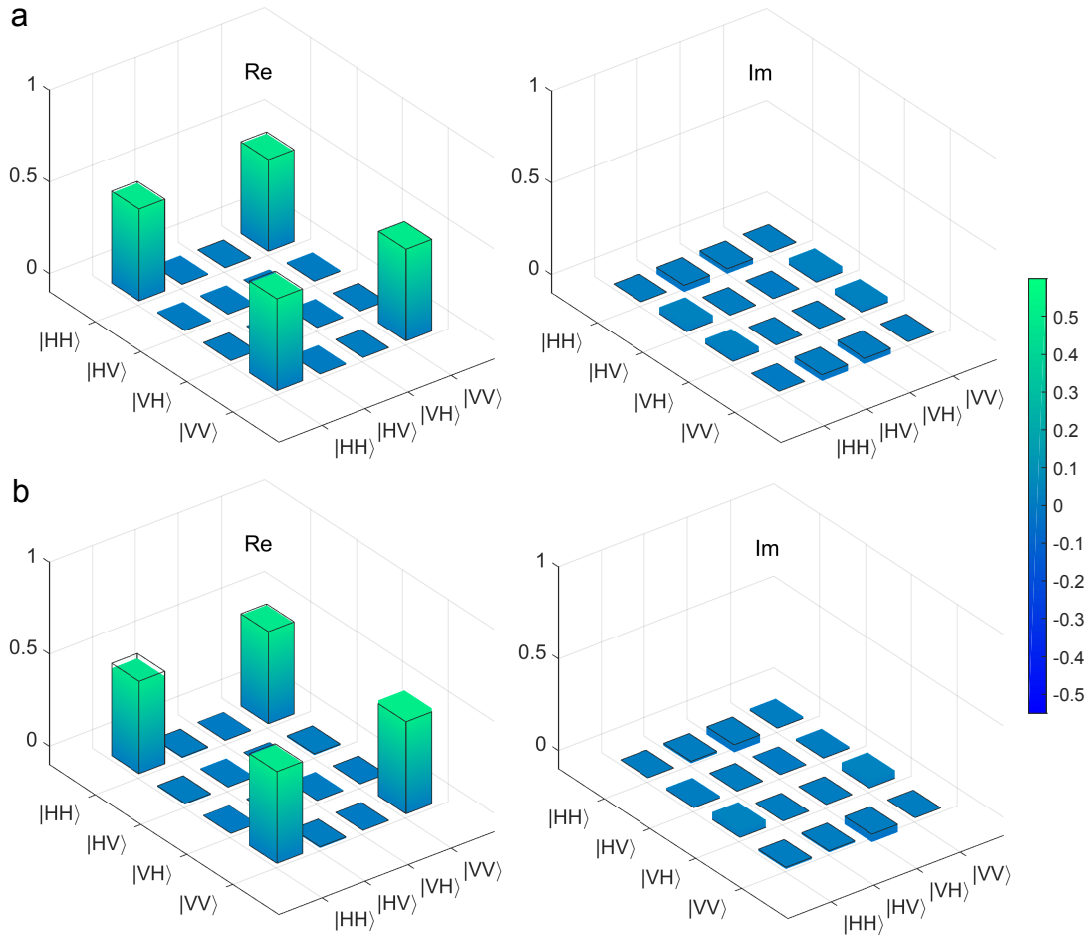 a
Re
Im
1
0.5
0
|HH⟩
|HV⟩
|VH⟩
|VV⟩
|HH⟩
|HV⟩
|VH⟩
|VV⟩
1
0.5
0
|HH⟩
|HV⟩
|VH⟩
|VV⟩
|HH⟩
|HV⟩
|VH⟩
|VV⟩
0.5
0.4
0.3
0.2
0.1
0
-0.1
-0.2
-0.3
-0.4
-0.5
b
Re
Im
1
0.5
0
|HH⟩
|HV⟩
|VH⟩
|VV⟩
|HH⟩
|HV⟩
|VH⟩
|VV⟩
1
0.5
0
|HH⟩
|HV⟩
|VH⟩
|VV⟩
|HH⟩
|HV⟩
|VH⟩
|VV⟩